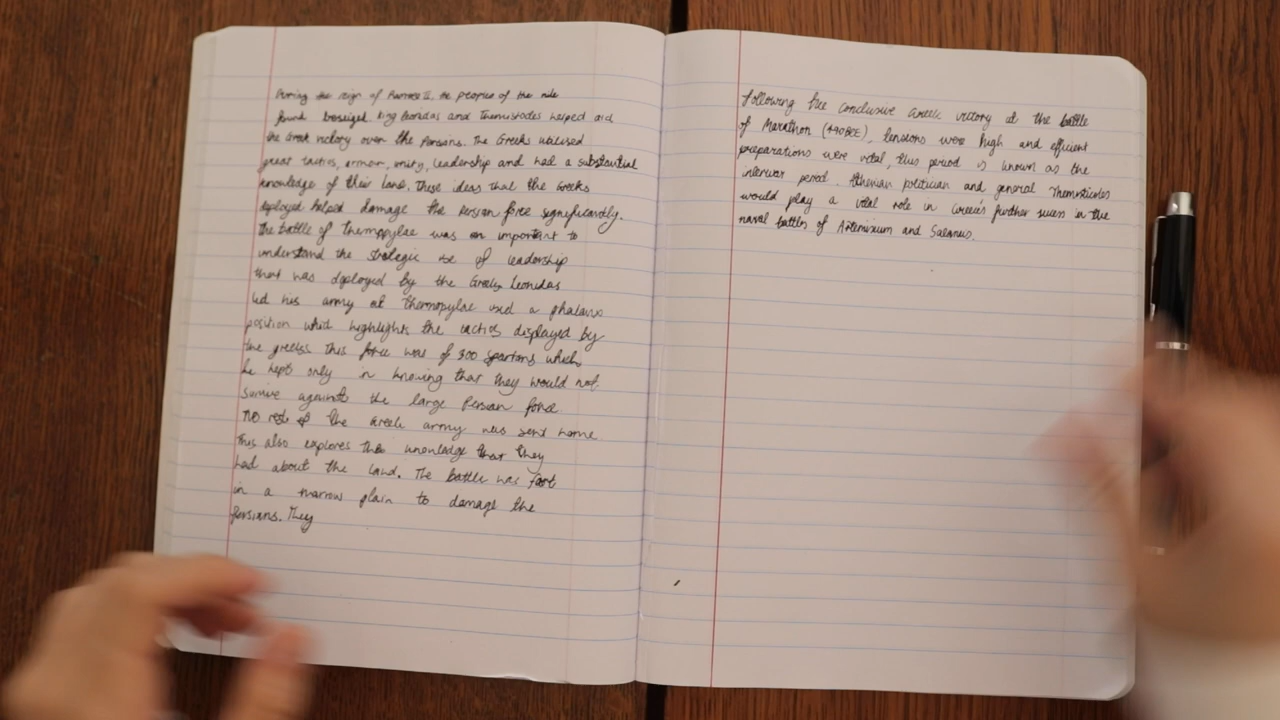 During the reign of Ramses II, the peoples of the nile
found besieged. King Leonidas and Themistocles helped aid
the Greek victory over the Persians. The Greeks utilised
great tactics, armor, unity, leadership and had a substantial
knowledge of their land. These ideas that the Greeks
deployed helped damage the Persian force significantly.
The battle of Thermopylae was an important to
understand the strategic use of leadership
that was deployed by the Greeks Leonidas
led his army at Thermopylae used a phalanx
position which highlights the tactics displayed by
the greeks this force was of 300 spartans which
he kept only in knowing that they would not
survive against the large Persian force
the rest of the Greek army was sent home
This also explores the knowledge that they
had about the land. The battle was
in a narrow plain to damage the
Persians. They
Following the conclusive Greek victory at the battle
of Marathon (490BCE), tensions were high and efficient
preparations were vital, this period is known as the
interwar period. Athenian politician and general Themistocles
would play a vital role in Greece's further sucess in the
naval battles of Artemisium and Salamis.